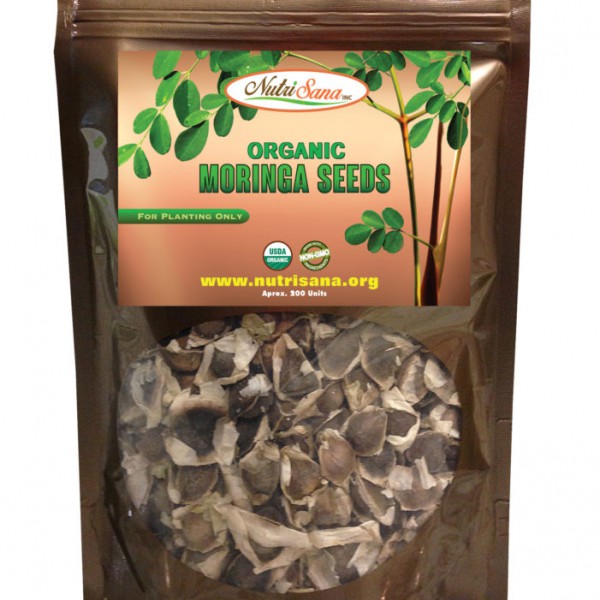 NutriSana INC
ORGANIC
MORINGA SEEDS
FOR PLANTING ONLY
USDA
ORGANIC
NON-GMO
www.nutrisana.org
Aprox. 200 Units